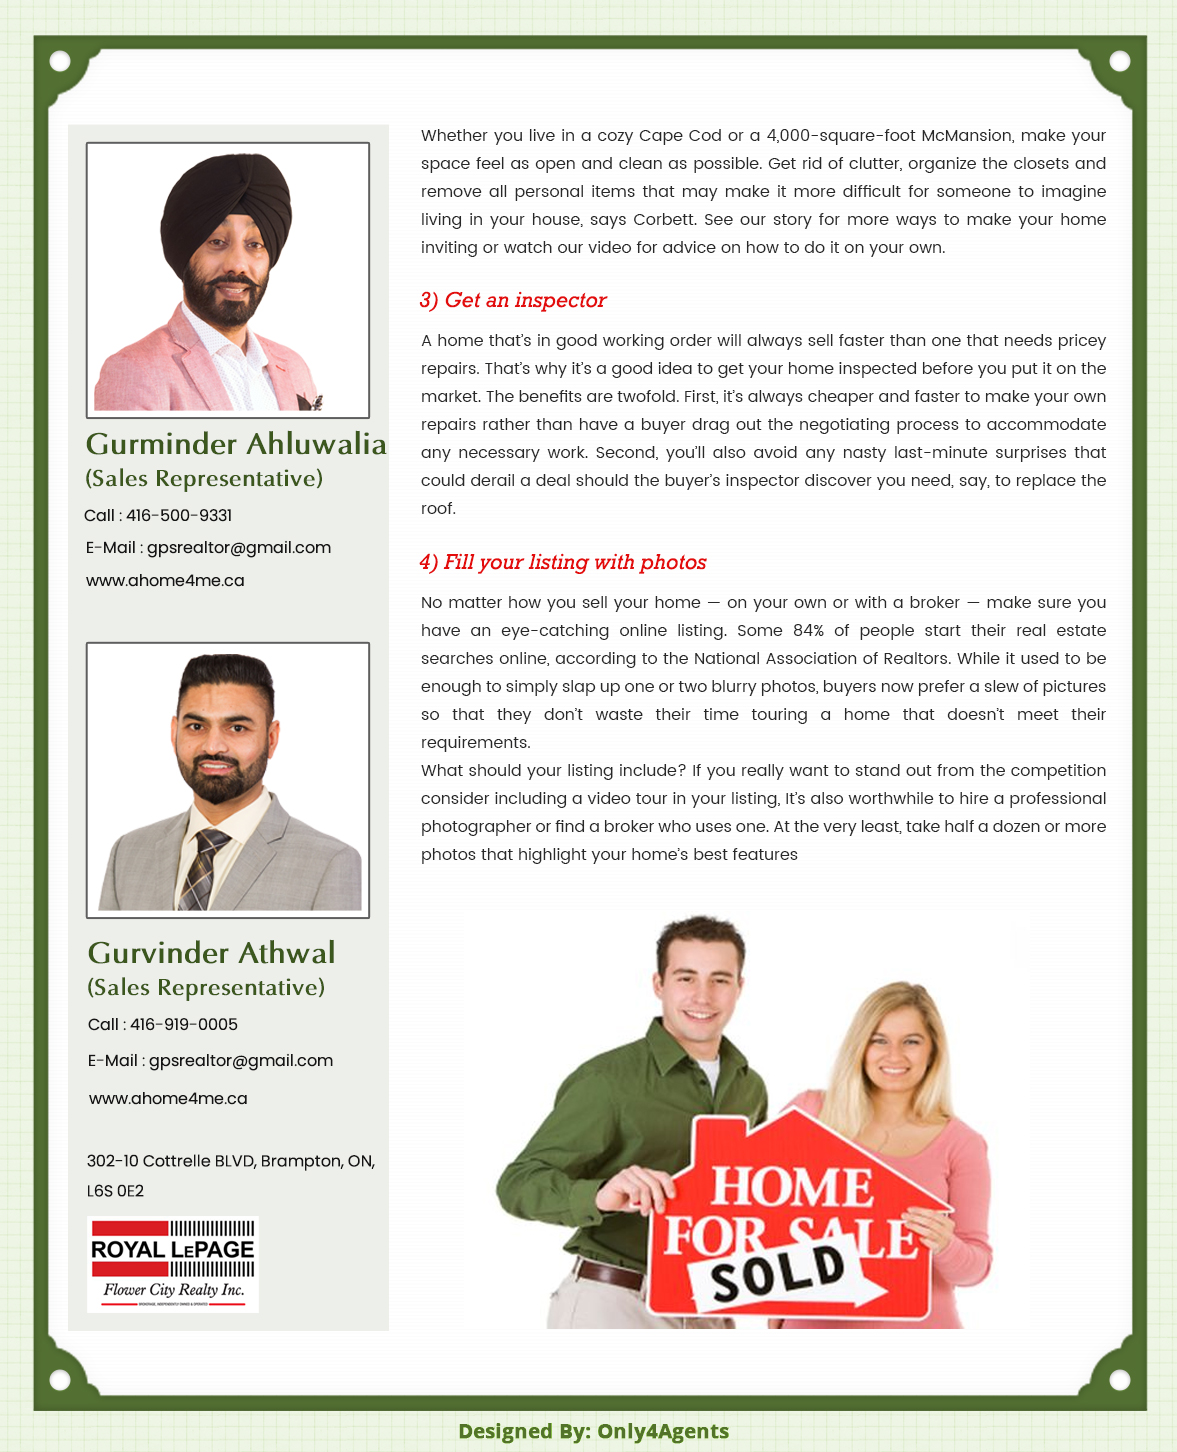 Whether you live in a cozy Cape Cod or a 4,000-square-foot McMansion, make your
space feel as open and clean as possible. Get rid of clutter, organize the closets and
remove all personal items that may make it more difficult for someone to imagine
living in your house, says Corbett. See our story for more ways to make your home
inviting or watch our video for advice on how to do it on your own.
3) Get an inspector
A home that's in good working order will always sell faster than one that needs pricey
repairs. That's why it's a good idea to get your home inspected before you put it on the
market. The benefits are twofold. First, it's always cheaper and faster to make your own
repairs rather than have a buyer drag out the negotiating process to accommodate
any necessary work. Second, you'll also avoid any nasty last-minute surprises that
could derail a deal should the buyer's inspector discover you need, say, to replace the
roof.
4) Fill your listing with photos
No matter how you sell your home — on your own or with a broker — make sure you
have an eye-catching online listing. Some 84% of people start their real estate
searches online, according to the National Association of Realtors. While it used to be
enough to simply slap up one or two blurry photos, buyers now prefer a slew of pictures
so that they don't waste their time touring a home that doesn't meet their
requirements.
What should your listing include? If you really want to stand out from the competition
consider including a video tour in your listing, It's also worthwhile to hire a professional
photographer or find a broker who uses one. At the very least, take half a dozen or more
photos that highlight your home's best features
Gurminder Ahluwalia
(Sales Representative)
Call : 416-500-9331
E-Mail : gpsrealtor@gmail.com
www.ahome4me.ca
Gurvinder Athwal
(Sales Representative)
Call : 416-919-0005
E-Mail : gpsrealtor@gmail.com
www.ahome4me.ca
302-10 Cottrelle BLVD, Brampton, ON,
L6S 0E2
ROYAL LEPAGE
Flower City Realty Inc.
BROKERAGE, INDEPENDENTLY OWNED & OPERATED
HOME
FOR SALE
SOLD
Designed By: Only4Agents